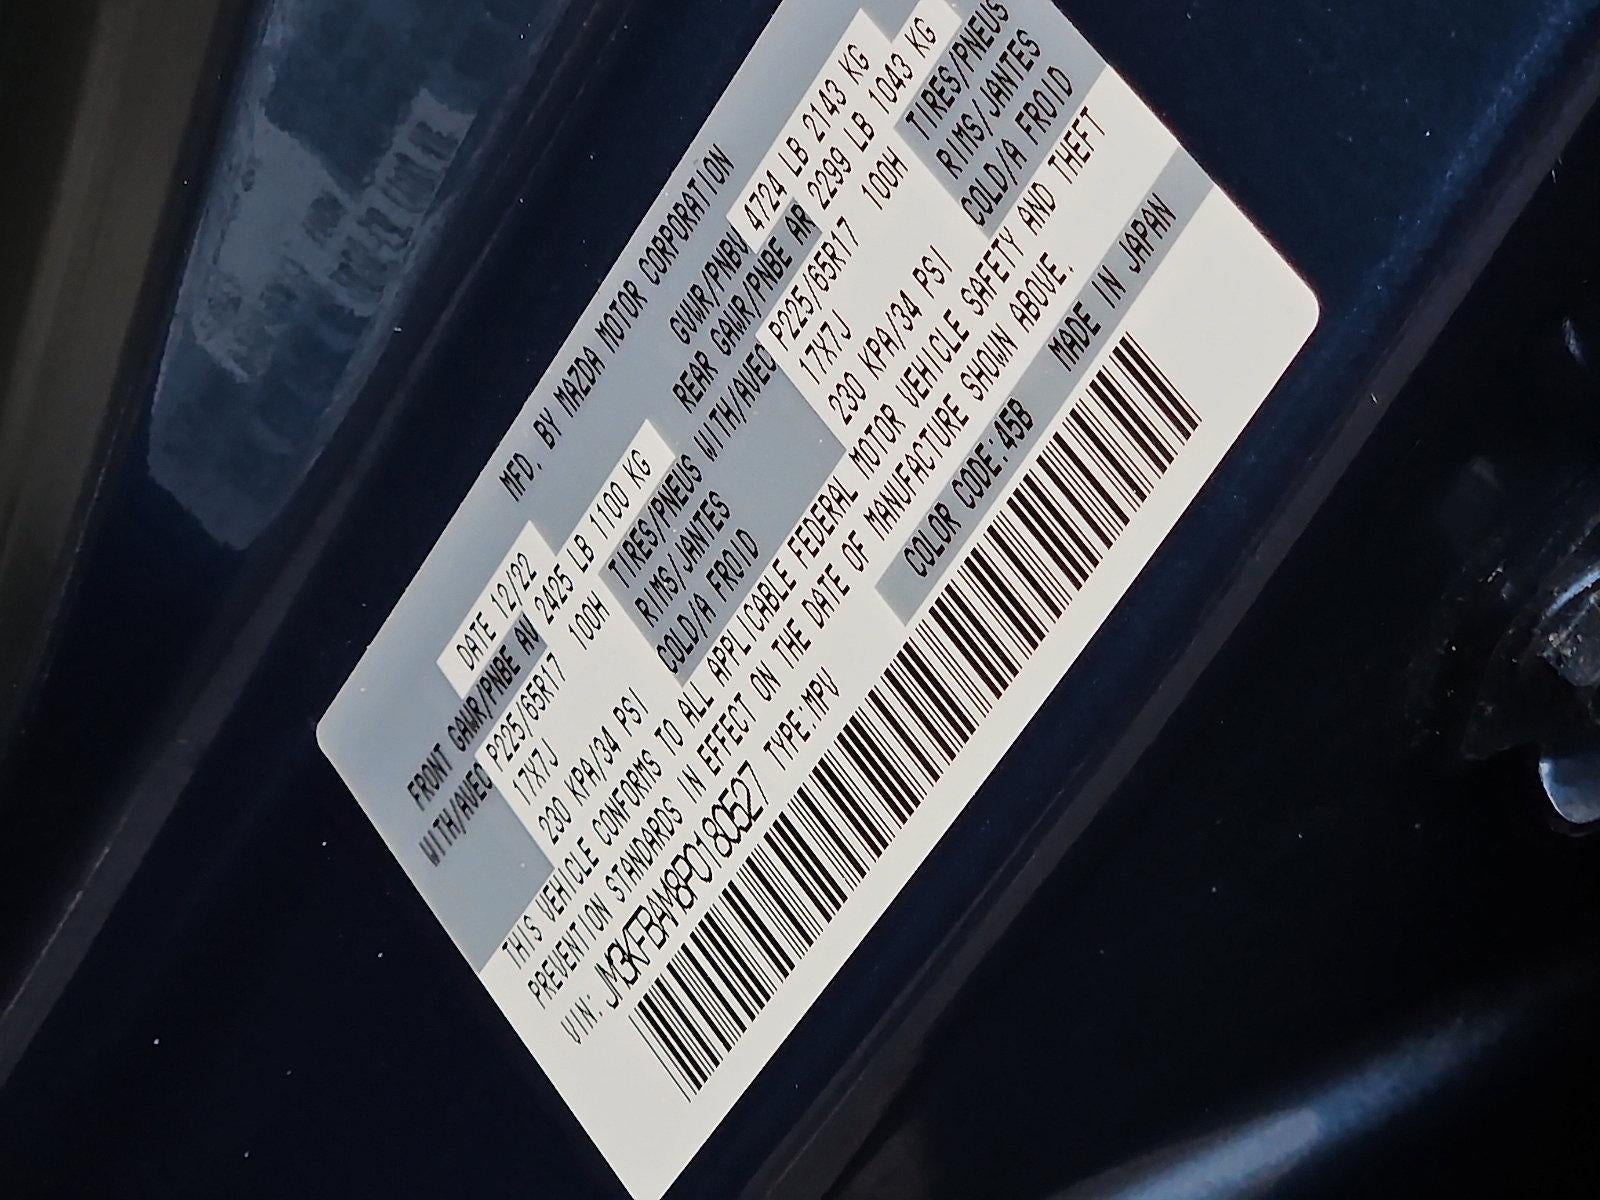 MFD. BY MAZDA MOTOR CORPORATION
DATE 12/22 GVWR/PNBV 4724 LB 2143 KG
FRONT GAWR/PNBE AV 2425 LB 1100 KG REAR GAWR/PNBE AR 2299 LB 1043 KG
WITH/AVEC P225/65R17 100H TIRES/PNEUS WITH/AVEC P225/65R17 100H TIRES/PNEUS
17X7J RIMS/JANTES 17X7J RIMS/JANTES
230 KPA/34 PSI COLD/A FROID 230 KPA/34 PSI COLD/A FROID
THIS VEHICLE CONFORMS TO ALL APPLICABLE FEDERAL MOTOR VEHICLE SAFETY AND THEFT
PREVENTION STANDARDS IN EFFECT ON THE DATE OF MANUFACTURE SHOWN ABOVE.
VIN: JM3KFBAM8P0180527 TYPE:MPV COLOR CODE:45B MADE IN JAPAN